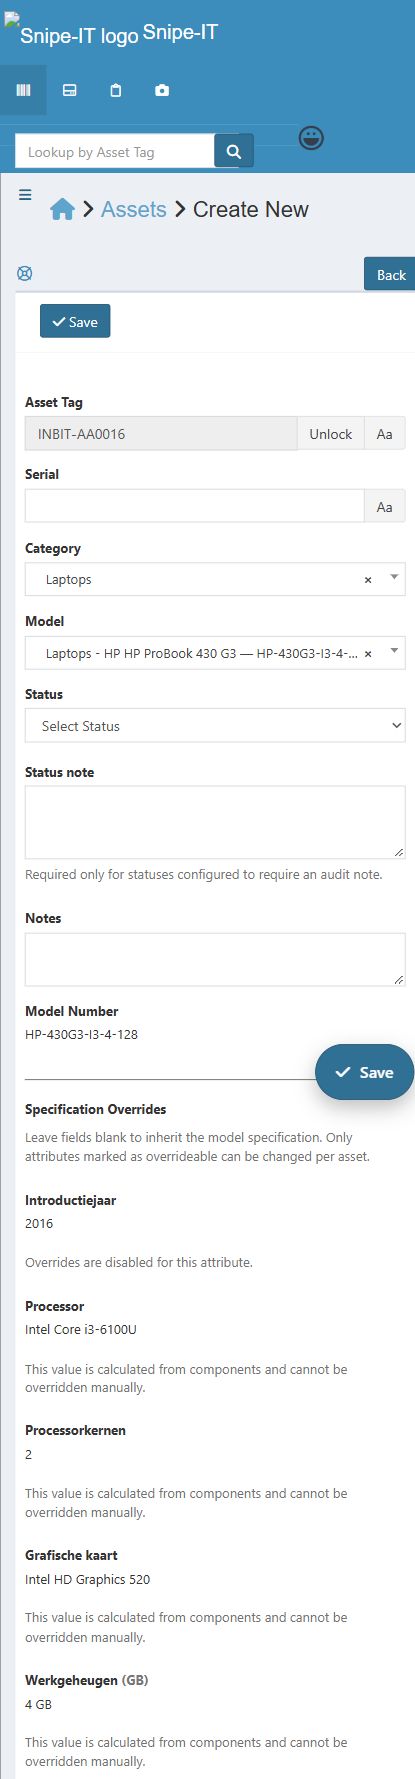 Snipe-IT logo Snipe-IT
Lookup by Asset Tag
Assets Create New
Back
Save
Asset Tag
INBIT-AA0016 Unlock Aa
Serial
Aa
Category
Laptops × 
Model
Laptops - HP HP ProBook 430 G3 — HP-430G3-I3-4-... ×
Status
Select Status
Status note
Required only for statuses configured to require an audit note.
Notes
Model Number
HP-430G3-I3-4-128
Save
Specification Overrides
Leave fields blank to inherit the model specification. Only
attributes marked as overrideable can be changed per asset.
Introductiejaar
2016
Overrides are disabled for this attribute.
Processor
Intel Core i3-6100U
This value is calculated from components and cannot be
overridden manually.
Processorkernen
2
This value is calculated from components and cannot be
overridden manually.
Grafische kaart
Intel HD Graphics 520
This value is calculated from components and cannot be
overridden manually.
Werkgeheugen (GB)
4 GB
This value is calculated from components and cannot be
overridden manually.